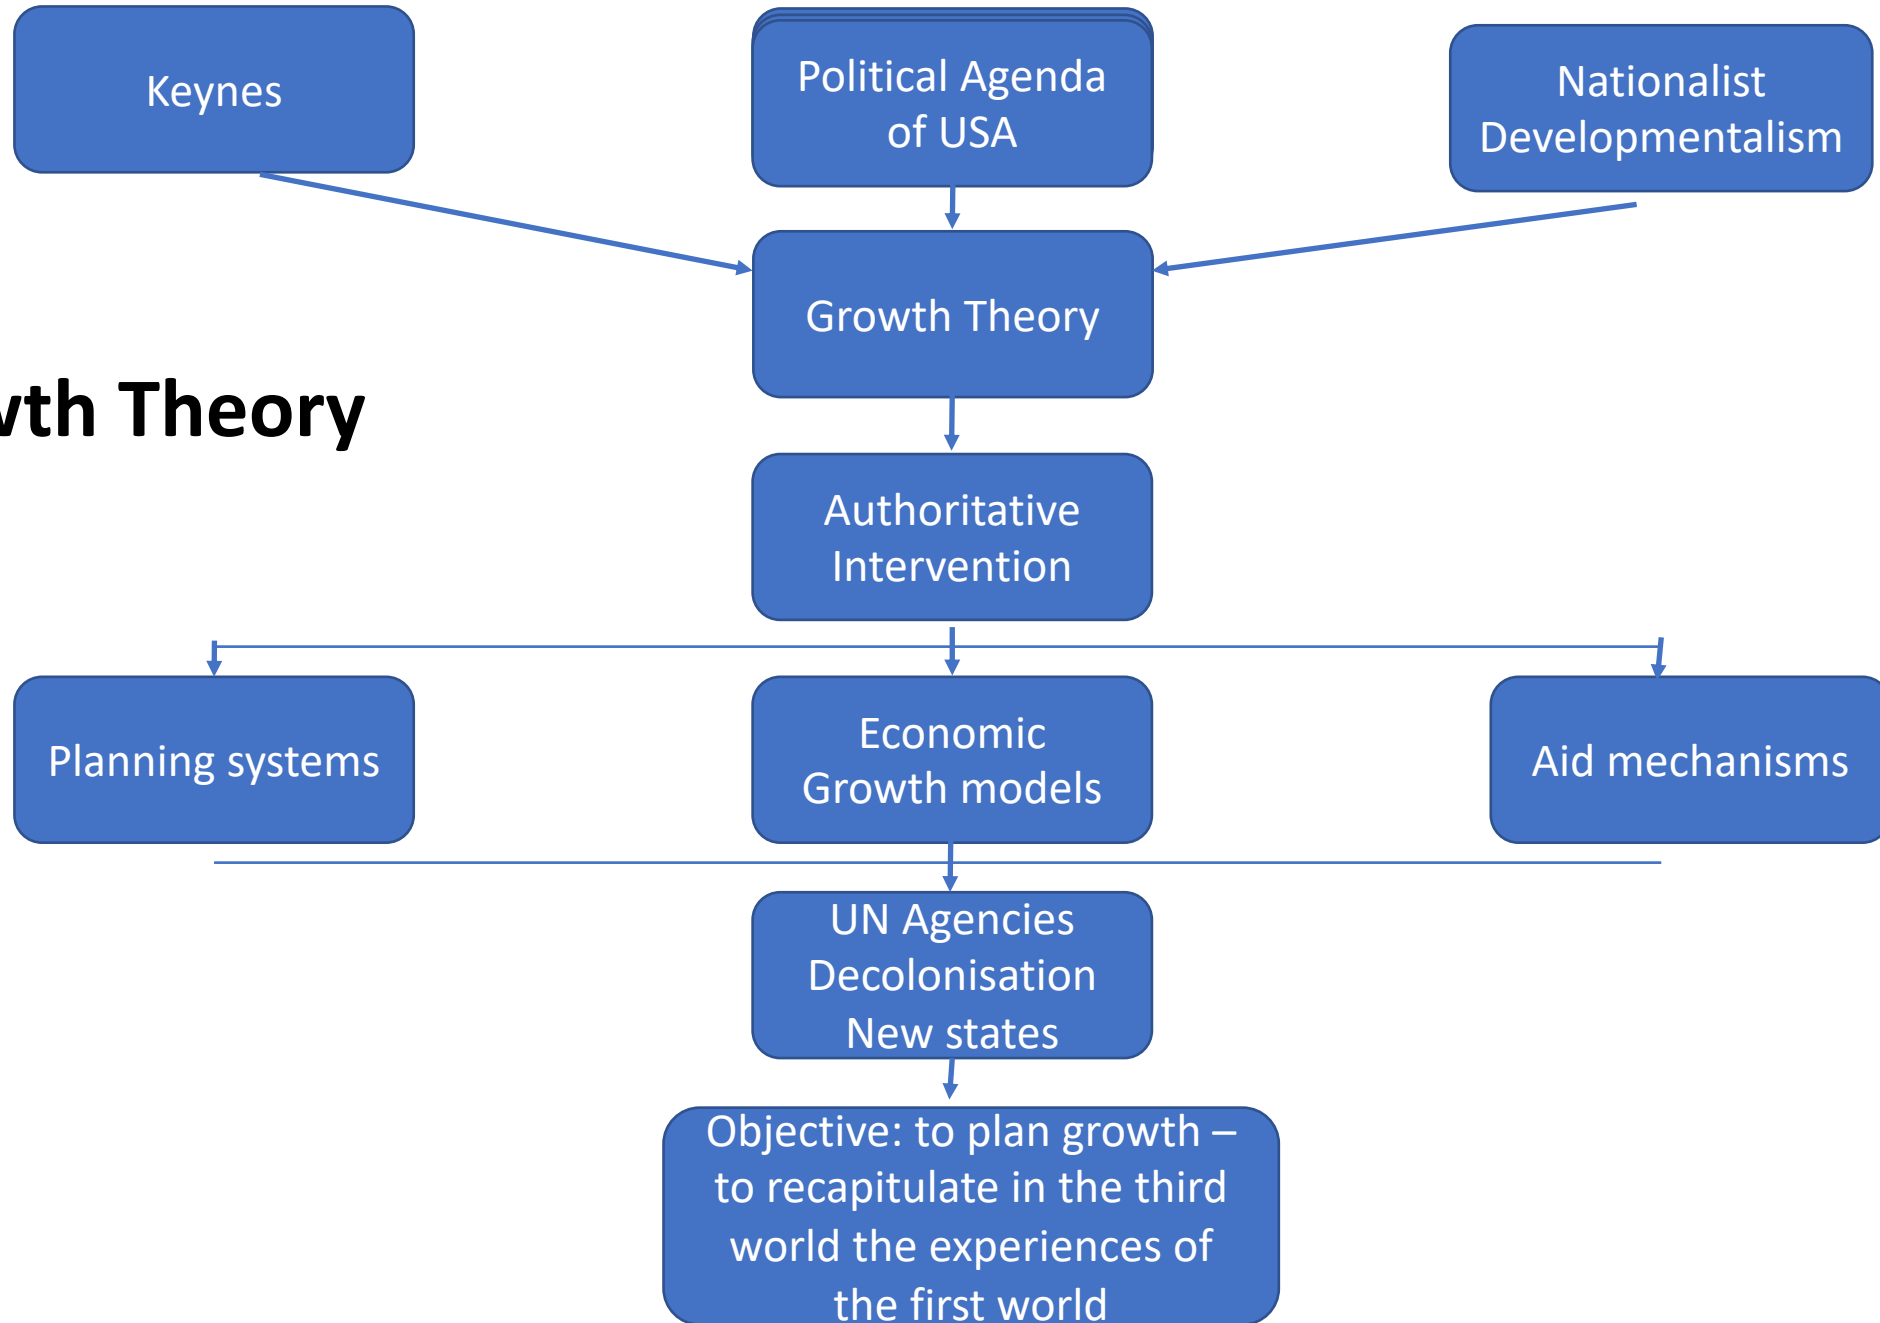 Keynes
Political Agenda
of USA
Nationalist
Developmentalism
Growth Theory
wth Theory
Authoritative
Intervention
Planning systems
Economic
Growth models
Aid mechanisms
UN Agencies
Decolonisation
New states
Objective: to plan growth –
to recapitulate in the third
world the experiences of
the first world